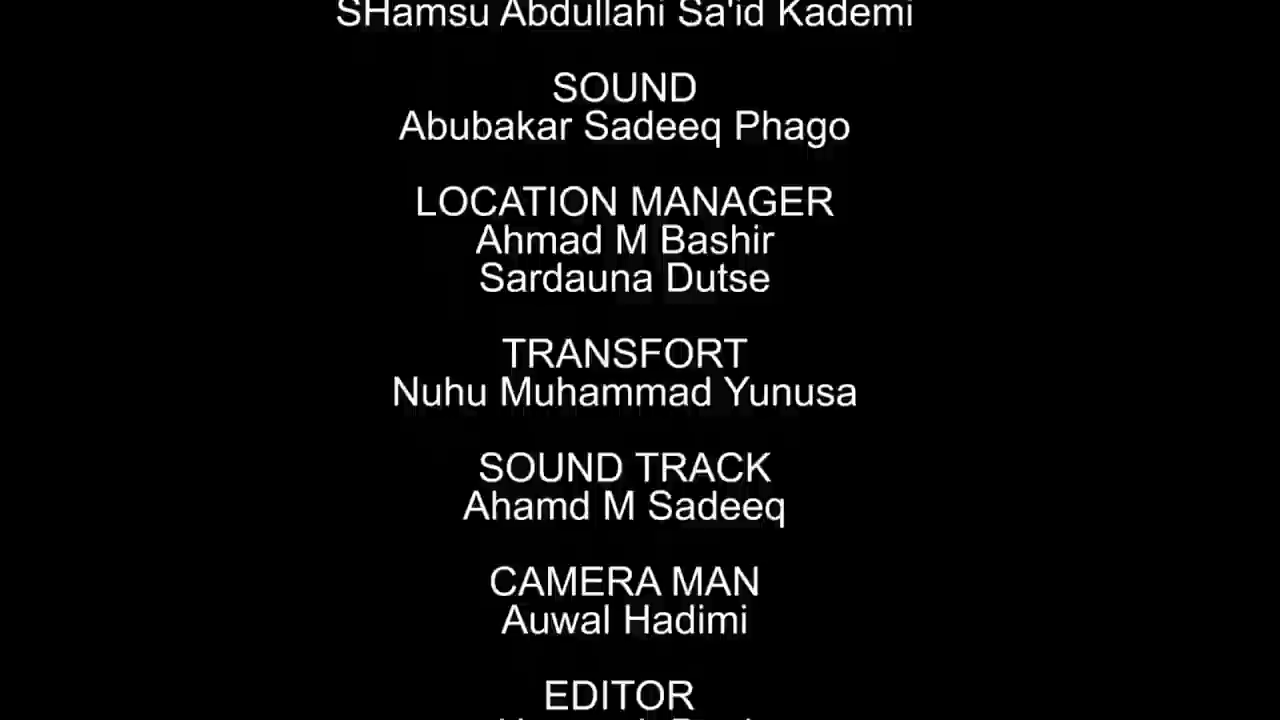 SHamsu Abdullahi Sa'id Kademi
SOUND
Abubakar Sadeeq Phago
LOCATION MANAGER
Ahmad M Bashir
Sardauna Dutse
TRANSFORT
Nuhu Muhammad Yunusa
SOUND TRACK
Ahamd M Sadeeq
CAMERA MAN
Auwal Hadimi
EDITOR